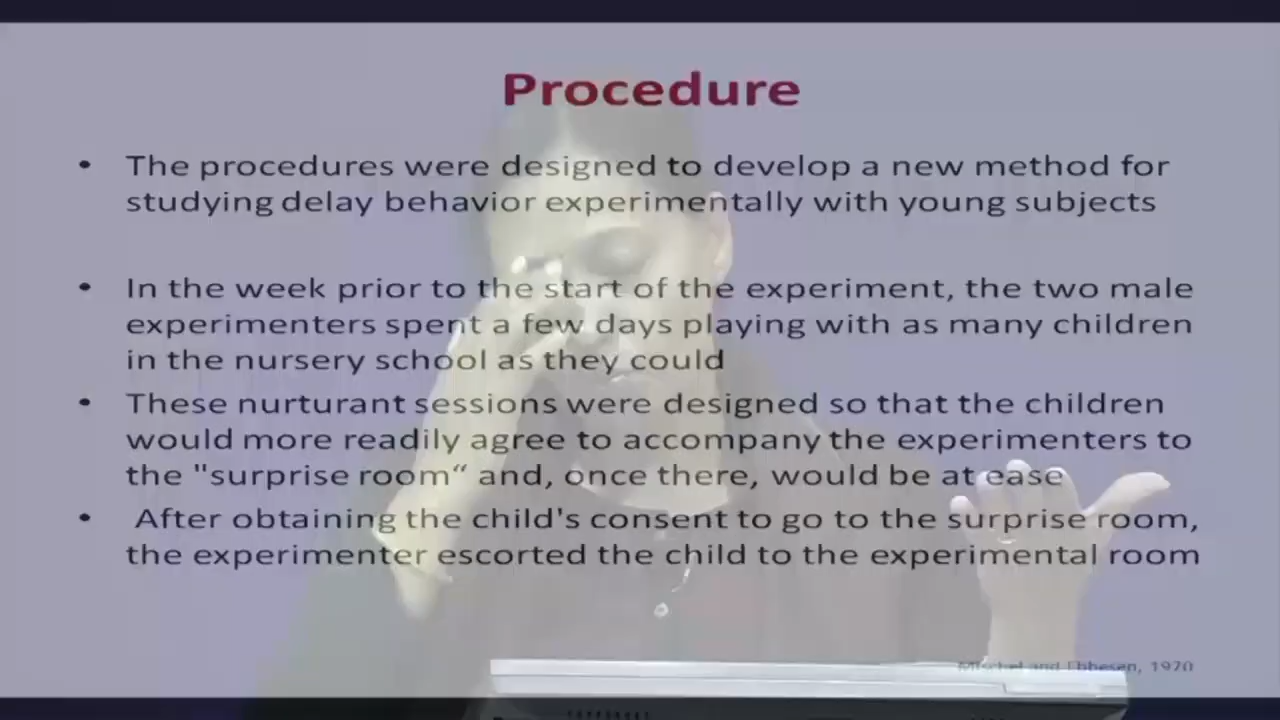 Procedure
• The procedures were designed to develop a new method for
studying delay behavior experimentally with young subjects
• In the week prior to the start of the experiment, the two male
experimenters spent a few days playing with as many children
in the nursery school as they could
• These nurturant sessions were designed so that the children
would more readily agree to accompany the experimenters to
the "surprise room“ and, once there, would be at ease
• After obtaining the child's consent to go to the surprise room,
the experimenter escorted the child to the experimental room
Mischel and Ebbesen, 1970